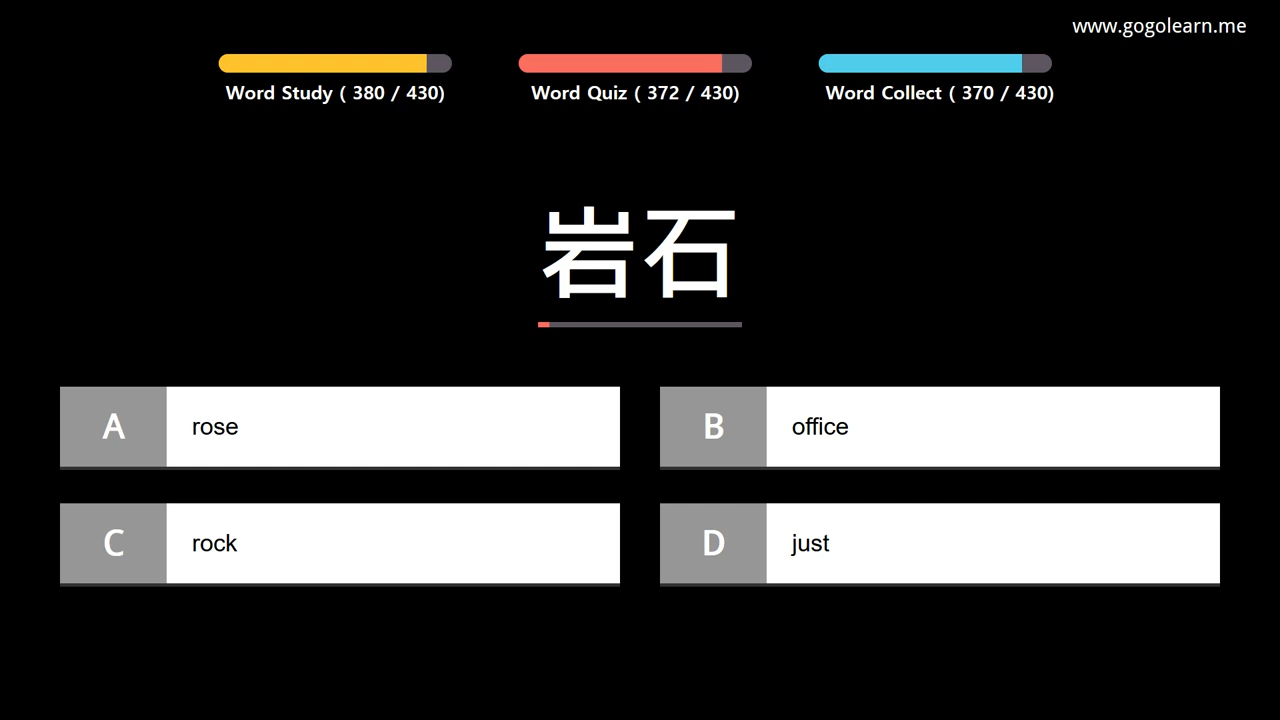 www.gogolearn.me
Word Study ( 380 / 430)
Word Quiz ( 372 / 430)
Word Collect ( 370 / 430)
岩石
A rose
B office
C rock
D just